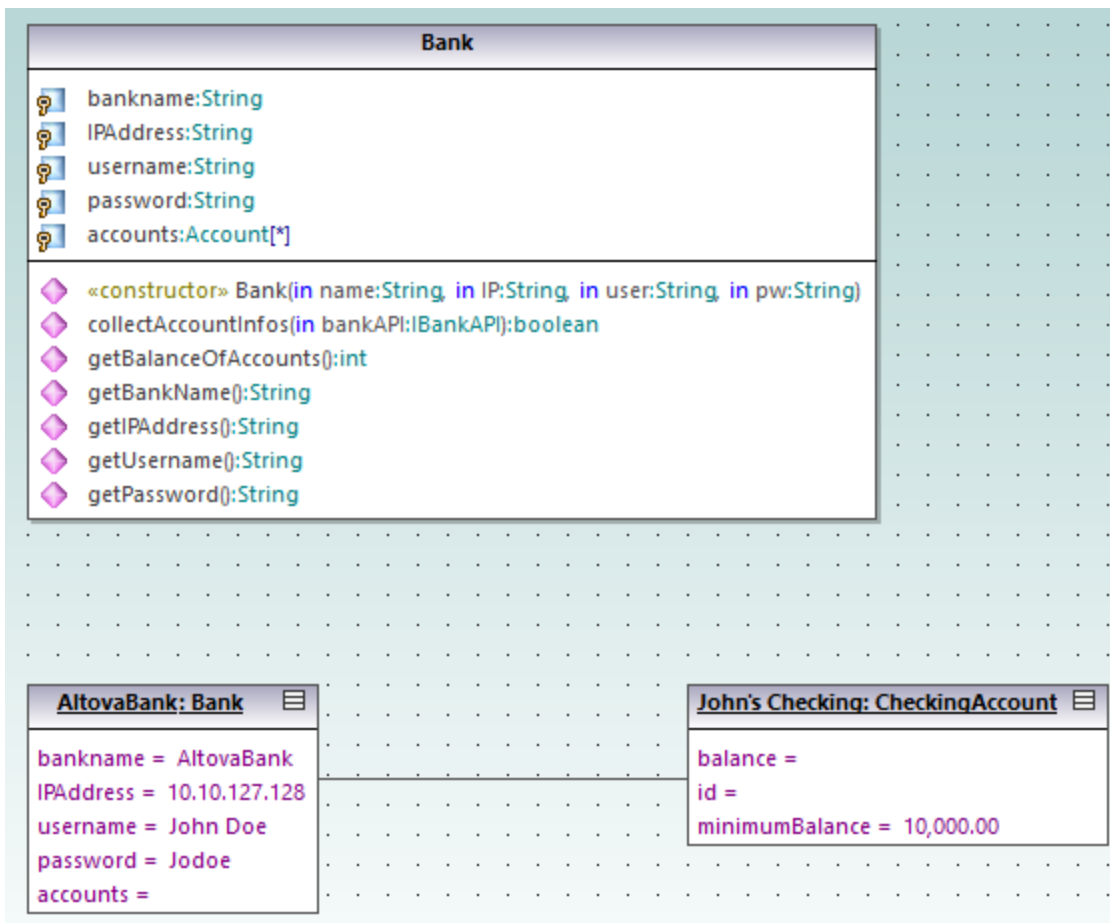 Bank
bankname:String
IPAddress:String
username:String
password:String
accounts:Account[*]
«constructor» Bank(in name:String, in IP:String, in user:String, in pw:String)
collectAccountInfos(in bankAPI:IBankAPI):boolean
getBalanceOfAccounts():int
getBankName():String
getIPAddress():String
getUsername():String
getPassword():String
AltovaBank: Bank
bankname = AltovaBank
IPAddress = 10.10.127.128
username = John Doe
password = Jodoe
accounts =
John's Checking: CheckingAccount
balance =
id =
minimumBalance = 10,000.00